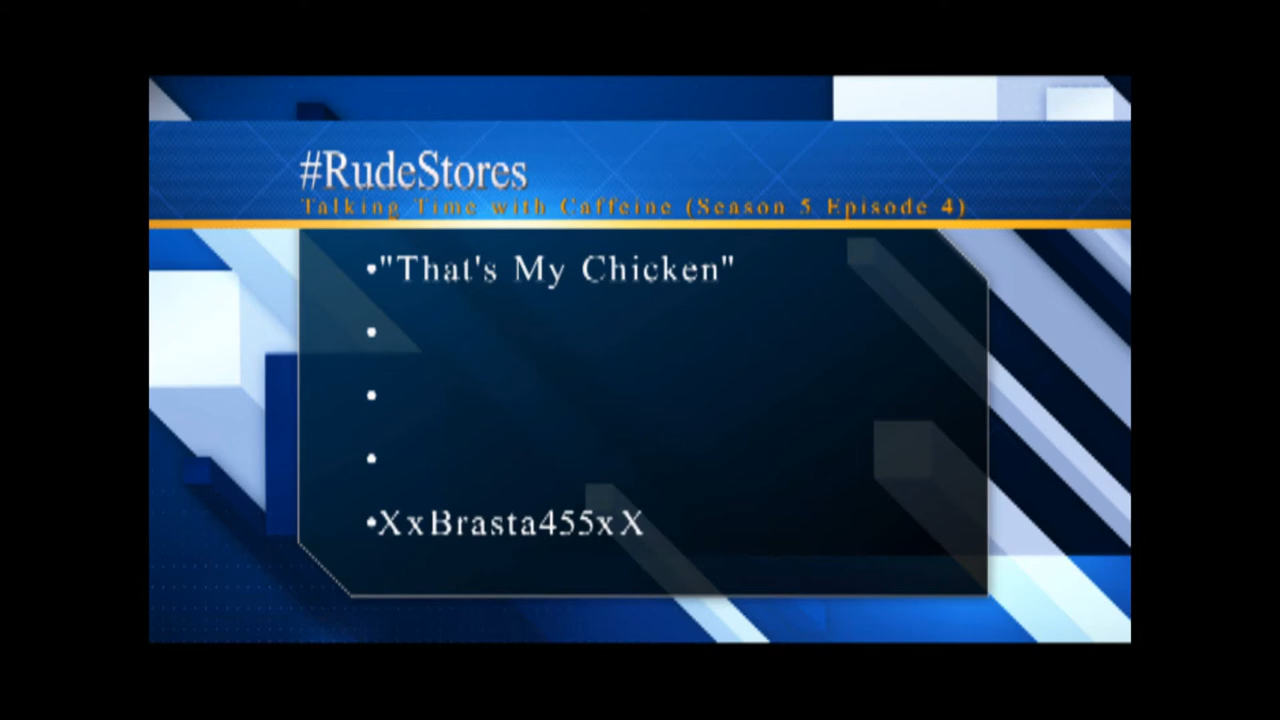 #RudeStores
Talking Time with Caffeine (Season 5 Episode 4)
•"That's My Chicken"
•
•
•
•XxBrasta455xX